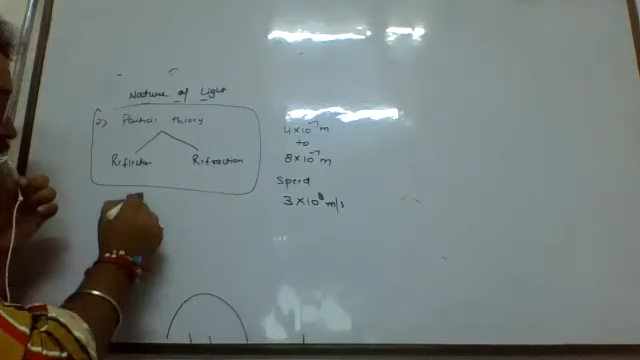 Nature of Light
Partical theory
Reflection
Refraction
4×10⁻⁷m
to
8×10⁻⁷m
Speed
3×10⁸ m/s